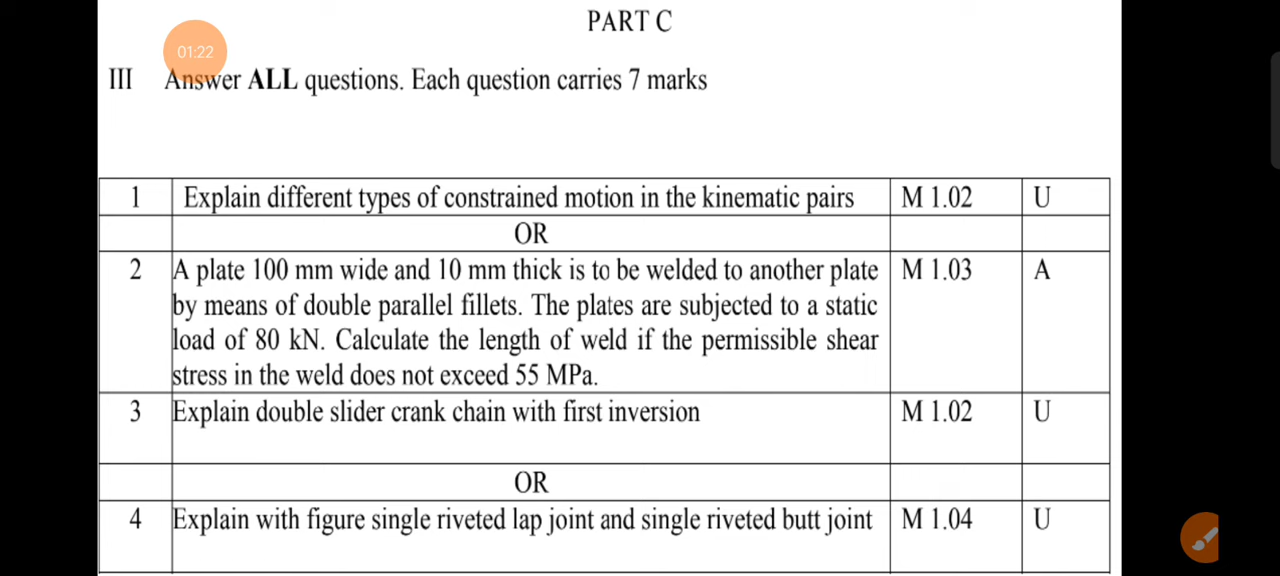 PART C
01:22
III Answer ALL questions. Each question carries 7 marks
1 Explain different types of constrained motion in the kinematic pairs M 1.02 U
OR
2 A plate 100 mm wide and 10 mm thick is to be welded to another plate M 1.03 A
by means of double parallel fillets. The plates are subjected to a static
load of 80 kN. Calculate the length of weld if the permissible shear
stress in the weld does not exceed 55 MPa.
3 Explain double slider crank chain with first inversion M 1.02 U
OR
4 Explain with figure single riveted lap joint and single riveted butt joint M 1.04 U